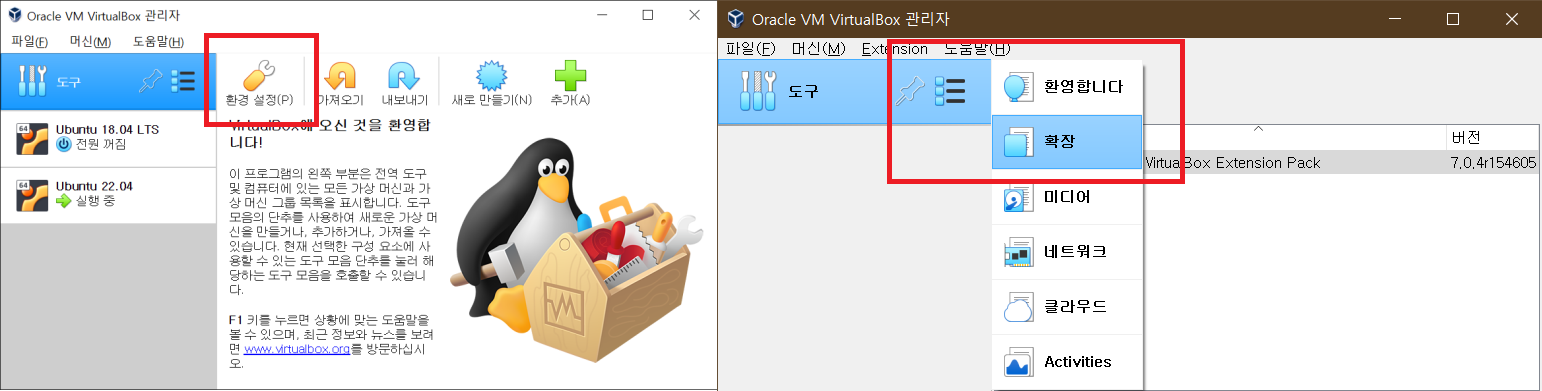 Oracle VM VirtualBox 관리자
파일(F) 머신(M) 도움말(H)
도구
환경 설정(P) 가져오기 내보내기 새로 만들기(N) 추가(A)
64
Ubuntu 18.04 LTS
전원 꺼짐
64
Ubuntu 22.04
실행 중
VirtualBox에 오신 것을 환영합
니다!
이 프로그램의 왼쪽 부분은 전역 도구
및 컴퓨터에 있는 모든 가상 머신과 가
상 머신 그룹 목록을 표시합니다. 도구
모음의 단추를 사용하여 새로운 가상 머
신을 만들거나, 추가하거나, 가져올 수
있습니다. 현재 선택한 구성 요소에 사
용할 수 있는 도구 모음 단추를 눌러 해
당하는 도구 모음을 호출할 수 있습니
다.
F1 키를 누르면 상황에 맞는 도움말을
볼 수 있으며, 최근 정보와 뉴스를 보려
면 www.virtualbox.org를 방문하십시
오.
Oracle VM VirtualBox 관리자
파일(F) 머신(M) Extension 도움말(H)
도구
환영합니다
확장
미디어
네트워크
클라우드
Activities
버전
VirtualBox Extension Pack 7,0,4r154605